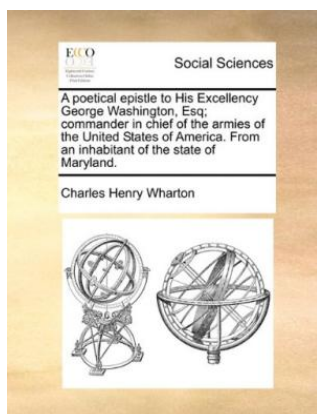 ECCO
Social Sciences
A poetical epistle to His Excellency
George Washington, Esq;
commander in chief of the armies of
the United States of America. From
an inhabitant of the state of
Maryland.
Charles Henry Wharton